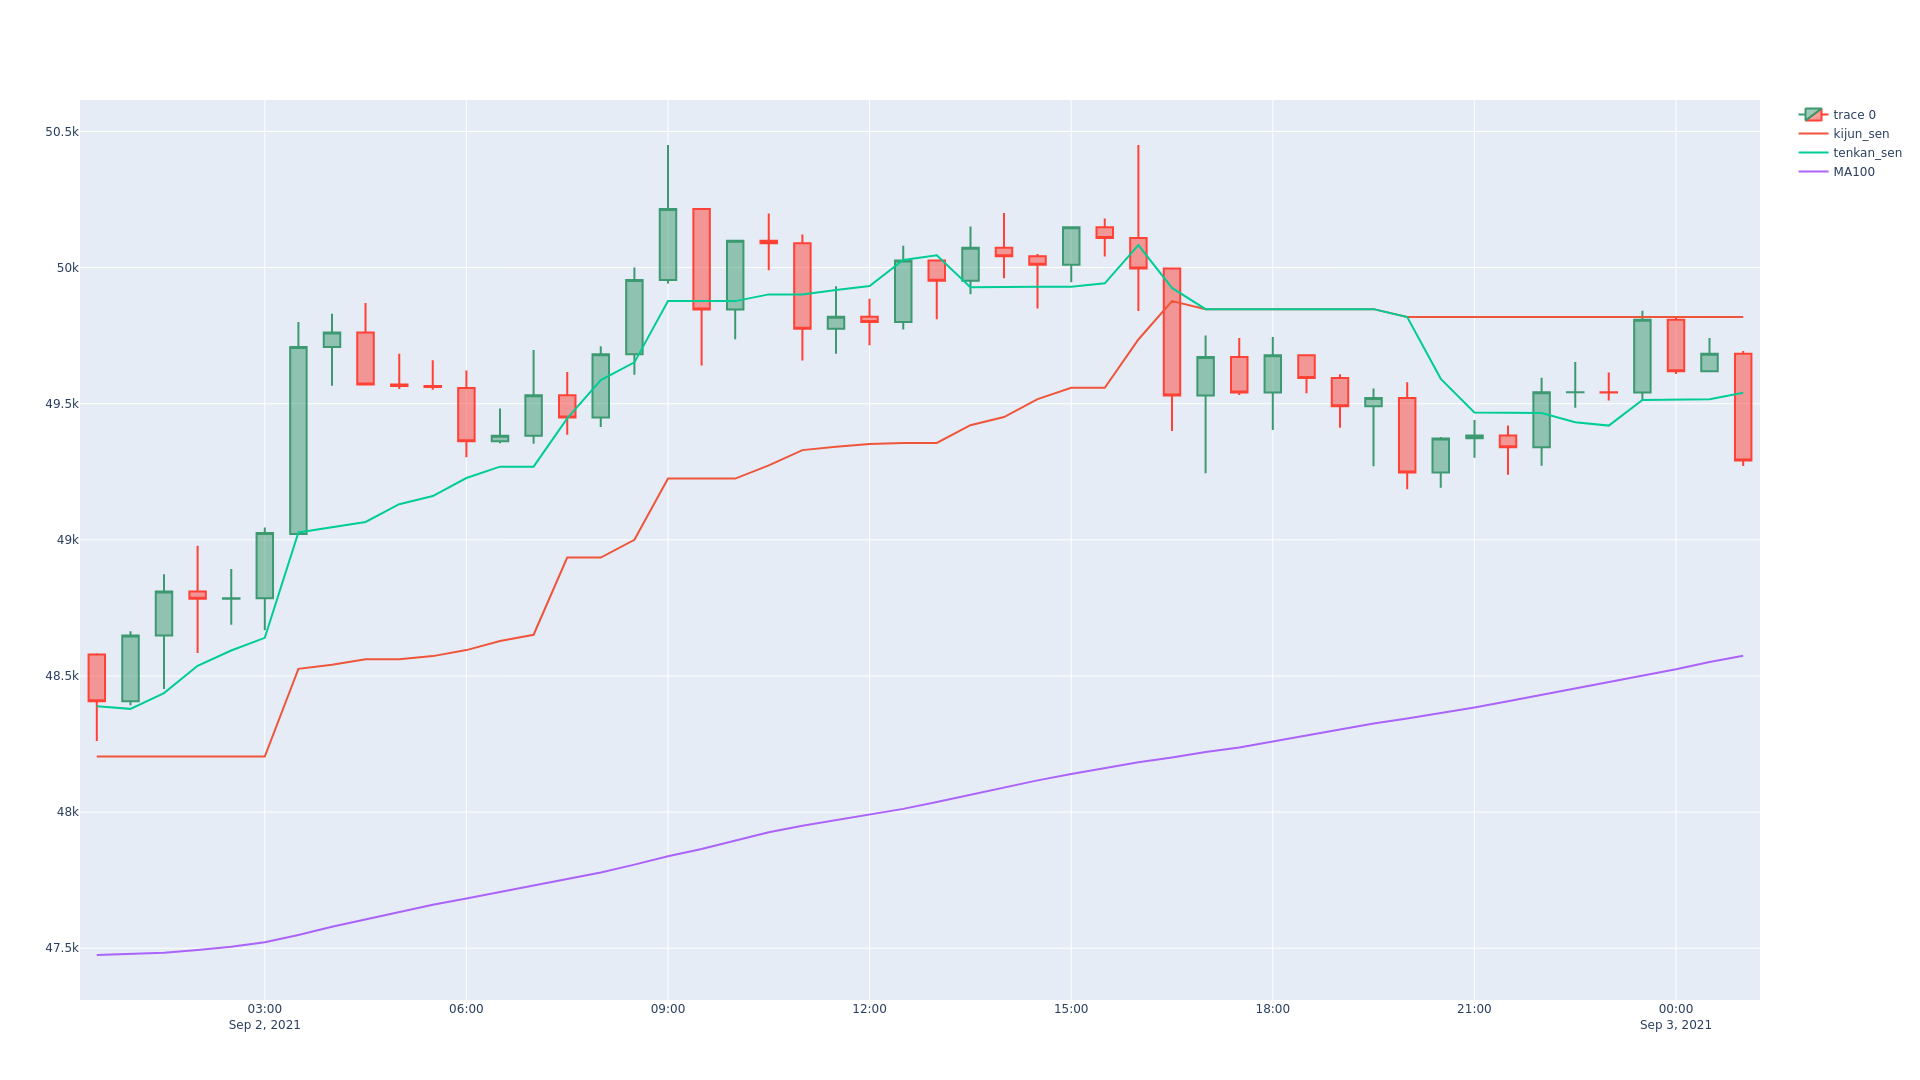 50.5k
50k
49.5k
49k
48.5k
48k
47.5k
03:00
Sep 2, 2021
06:00
09:00
12:00
15:00
18:00
21:00
00:00
Sep 3, 2021
trace 0
kijun_sen
tenkan_sen
MA100